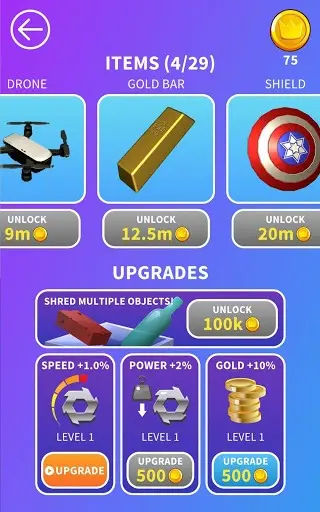 ITEMS (4/29)
75
DRONE
GOLD BAR
SHIELD
UNLOCK
9m
UNLOCK
12.5m
UNLOCK
20m
UPGRADES
SHRED MULTIPLE OBJECTS!
UNLOCK
100k
SPEED +1.0%
LEVEL 1
UPGRADE
POWER +2%
LEVEL 1
UPGRADE
500
GOLD +10%
LEVEL 1
UPGRADE
500